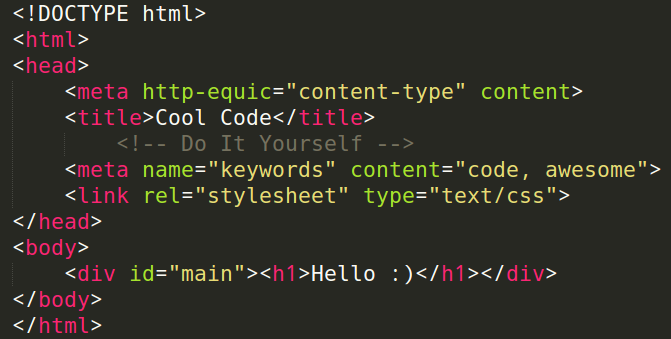 <!DOCTYPE html>
<html>
<head>
    <meta http-equic="content-type" content>
    <title>Cool Code</title>
        <!-- Do It Yourself -->
    <meta name="keywords" content="code, awesome">
    <link rel="stylesheet" type="text/css">
</head>
<body>
    <div id="main"><h1>Hello :)</h1></div>
</body>
</html>